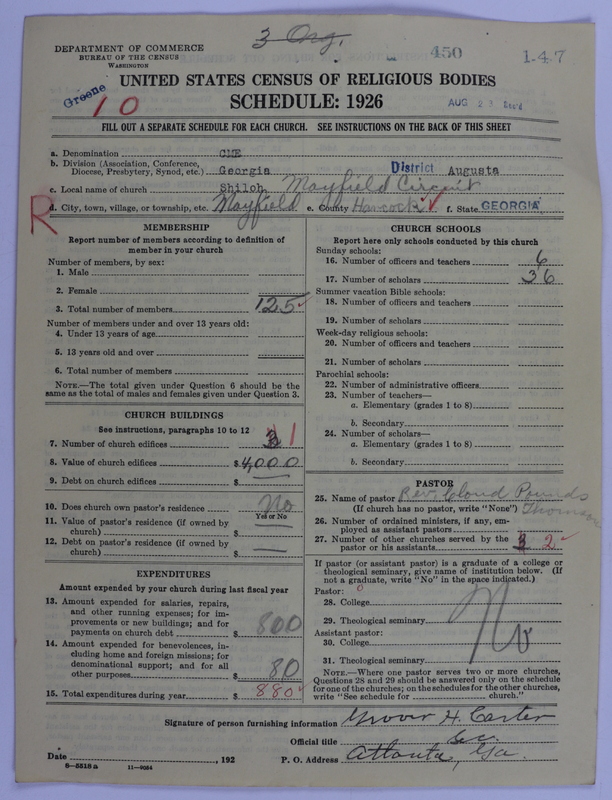 3 Org.
DEPARTMENT OF COMMERCE
BUREAU OF THE CENSUS
WASHINGTON
450
1-47
UNITED STATES CENSUS OF RELIGIOUS BODIES
Greene
10
SCHEDULE: 1926
AUG 23
FILL OUT A SEPARATE SCHEDULE FOR EACH CHURCH. SEE INSTRUCTIONS ON THE BACK OF THIS SHEET
a. Denomination CME
b. Division (Association, Conference, Diocese, Presbytery, Synod, etc.) Georgia District Augusta
c. Local name of church Shiloh Mayfield Circuit
R
d. City, town, village, or township, etc. Mayfield e. County Hancock ✓ f. State GEORGIA
MEMBERSHIP
Report number of members according to definition of member in your church
Number of members, by sex:
1. Male
2. Female
3. Total number of members 125 ✓
Number of members under and over 13 years old:
4. Under 13 years of age
5. 13 years old and over
6. Total number of members
NOTE.—The total given under Question 6 should be the same as the total of males and females given under Question 3.
CHURCH BUILDINGS
See instructions, paragraphs 10 to 12
7. Number of church edifices 1
8. Value of church edifices $ 4,000
9. Debt on church edifices $ —
10. Does church own pastor's residence No
Yes or No
11. Value of pastor's residence (if owned by church) $ —
12. Debt on pastor's residence (if owned by church) $ —
EXPENDITURES
Amount expended by your church during last fiscal year
13. Amount expended for salaries, repairs, and other running expenses; for improvements or new buildings; and for payments on church debt $ 800
14. Amount expended for benevolences, including home and foreign missions; for denominational support; and for all other purposes $ 80
15. Total expenditures during year $ 880 ✓
CHURCH SCHOOLS
Report here only schools conducted by this church
Sunday schools:
16. Number of officers and teachers 6
17. Number of scholars 36
Summer vacation Bible schools:
18. Number of officers and teachers
19. Number of scholars
Week-day religious schools:
20. Number of officers and teachers
21. Number of scholars
Parochial schools:
22. Number of administrative officers
23. Number of teachers—
a. Elementary (grades 1 to 8)
b. Secondary
24. Number of scholars—
a. Elementary (grades 1 to 8)
b. Secondary
PASTOR
25. Name of pastor Rev. Cloud Pounds
(If church has no pastor, write "None") Thomson
26. Number of ordained ministers, if any, employed as assistant pastors
27. Number of other churches served by the pastor or his assistants 2 ✓
If pastor (or assistant pastor) is a graduate of a college or theological seminary, give name of institution below. (If not a graduate, write "No" in the space indicated.)
Pastor: 0
28. College
29. Theological seminary
No
Assistant pastor:
30. College
31. Theological seminary
NOTE.—Where one pastor serves two or more churches, Questions 28 and 29 should be answered only on the schedule for one of the churches; on the schedules for the other churches, write "See schedule for ........ church."
Signature of person furnishing information Grover H. Carter
Official title Sec.
Date ........, 192 P. O. Address Atlanta, Ga.
6-5518 a 11-9064